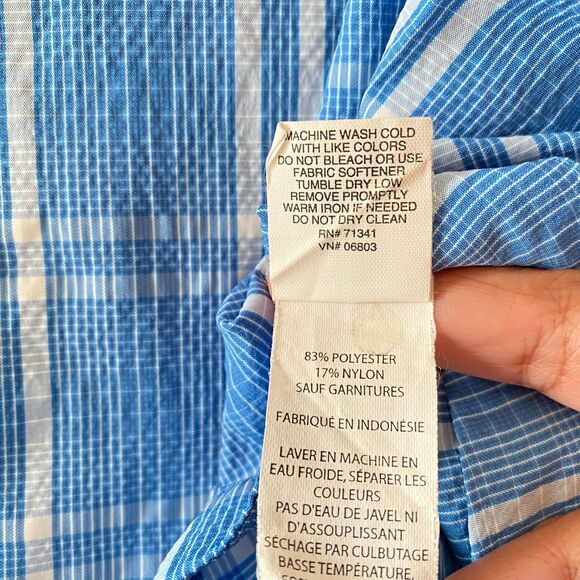 MACHINE WASH COLD
WITH LIKE COLORS
DO NOT BLEACH OR USE
FABRIC SOFTENER
TUMBLE DRY LOW
REMOVE PROMPTLY
WARM IRON IF NEEDED
DO NOT DRY CLEAN
RN# 71341
VN# 06803
83% POLYESTER
17% NYLON
SAUF GARNITURES
FABRIQUÉ EN INDONÉSIE
LAVER EN MACHINE EN
EAU FROIDE, SÉPARER LES
COULEURS
PAS D'EAU DE JAVEL NI
D'ASSOUPLISSANT
SÉCHAGE PAR CULBUTAGE
BASSE TEMPÉRATURE,